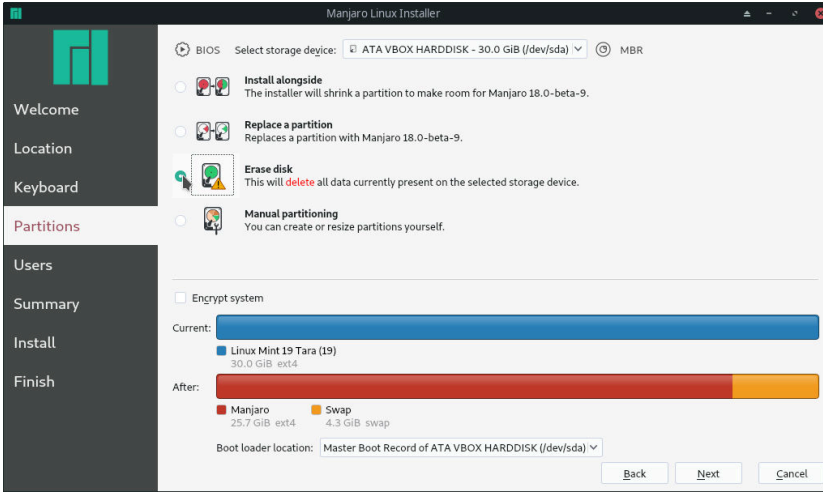 Manjaro Linux Installer
Welcome
Location
Keyboard
Partitions
Users
Summary
Install
Finish
BIOS Select storage device: ATA VBOX HARDDISK - 30.0 GiB (/dev/sda) MBR
Install alongside
The installer will shrink a partition to make room for Manjaro 18.0-beta-9.
Replace a partition
Replaces a partition with Manjaro 18.0-beta-9.
Erase disk
This will delete all data currently present on the selected storage device.
Manual partitioning
You can create or resize partitions yourself.
Encrypt system
Current:
Linux Mint 19 Tara (19)
30.0 GiB ext4
After:
Manjaro Swap
25.7 GiB ext4 4.3 GiB swap
Boot loader location: Master Boot Record of ATA VBOX HARDDISK (/dev/sda)
Back Next Cancel